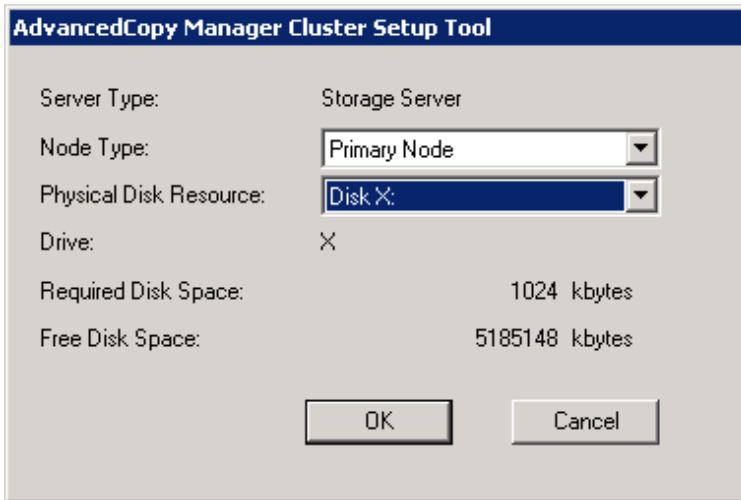 AdvancedCopy Manager Cluster Setup Tool
Server Type: Storage Server
Node Type: Primary Node
Physical Disk Resource: Disk X:
Drive: X
Required Disk Space: 1024 kbytes
Free Disk Space: 5185148 kbytes
OK Cancel